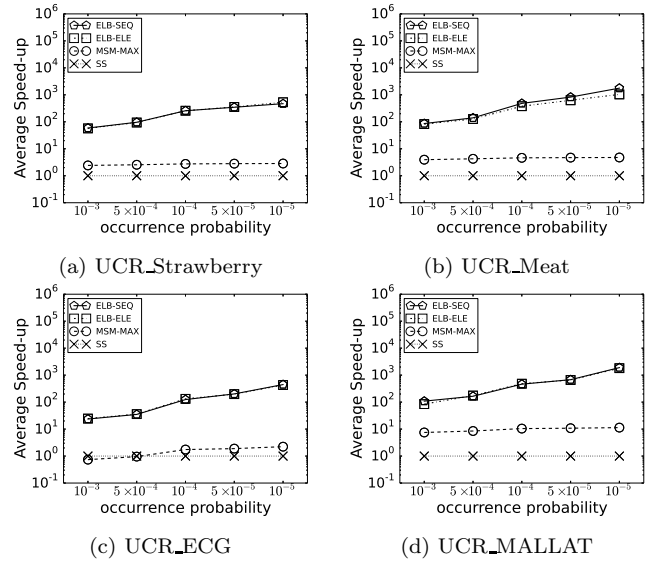 10^6
10^5
10^4
10^3
10^2
10^1
10^0
10^-1
Average Speed-up
ELB-SEQ
ELB-ELE
MSM-MAX
SS
10^-3 5×10^-4 10^-4 5×10^-5 10^-5
occurrence probability
(a) UCR_Strawberry
10^6
10^5
10^4
10^3
10^2
10^1
10^0
10^-1
Average Speed-up
ELB-SEQ
ELB-ELE
MSM-MAX
SS
10^-3 5×10^-4 10^-4 5×10^-5 10^-5
occurrence probability
(b) UCR_Meat
10^6
10^5
10^4
10^3
10^2
10^1
10^0
10^-1
Average Speed-up
ELB-SEQ
ELB-ELE
MSM-MAX
SS
10^-3 5×10^-4 10^-4 5×10^-5 10^-5
occurrence probability
(c) UCR_ECG
10^6
10^5
10^4
10^3
10^2
10^1
10^0
10^-1
Average Speed-up
ELB-SEQ
ELB-ELE
MSM-MAX
SS
10^-3 5×10^-4 10^-4 5×10^-5 10^-5
occurrence probability
(d) UCR_MALLAT